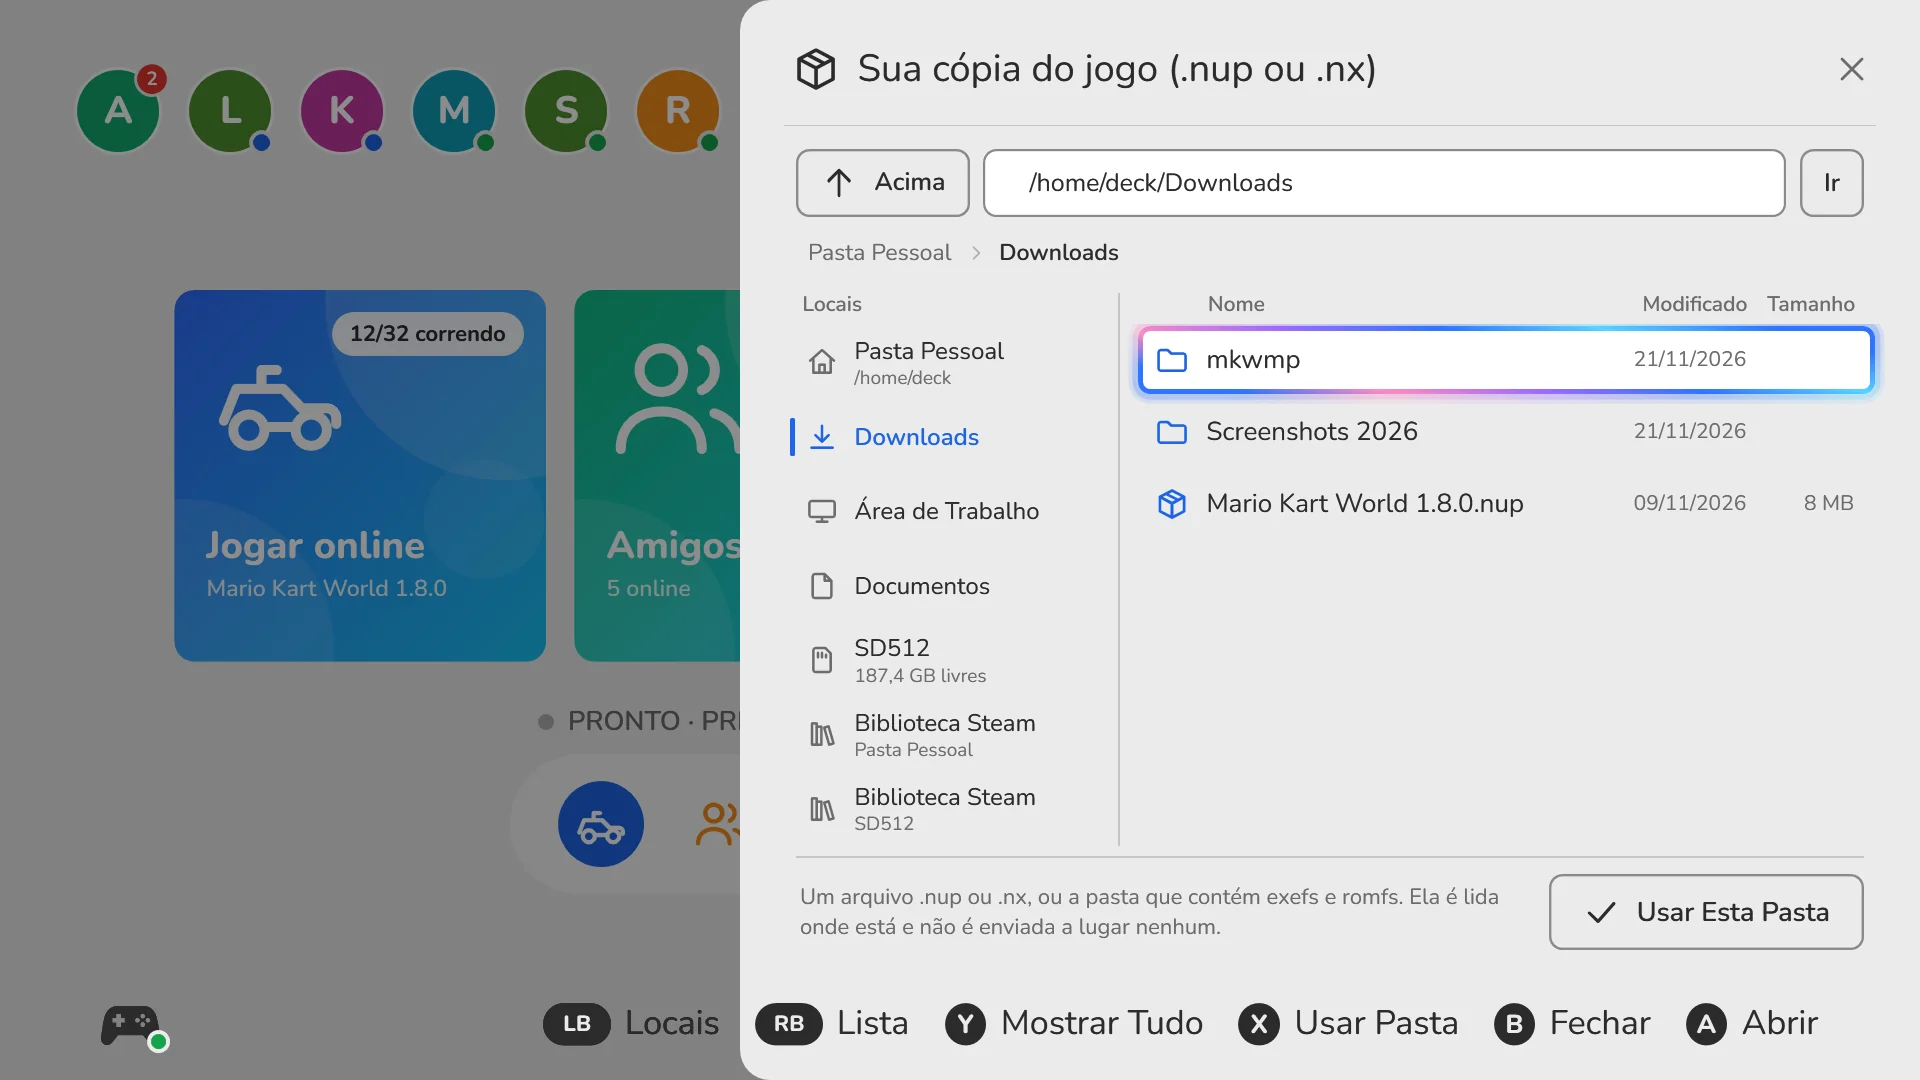 A
2
L
K
M
S
R
12/32 correndo
Jogar online
Mario Kart World 1.8.0
Amigos
5 online
PRONTO ·
Sua cópia do jogo (.nup ou .nx)
Acima
/home/deck/Downloads
Ir
Pasta Pessoal
Downloads
Locais
Pasta Pessoal
/home/deck
Downloads
Área de Trabalho
Documentos
SD512
187,4 GB livres
Biblioteca Steam
Pasta Pessoal
Biblioteca Steam
SD512
Nome Modificado Tamanho
mkwmp 21/11/2026
Screenshots 2026 21/11/2026
Mario Kart World 1.8.0.nup 09/11/2026 8 MB
Um arquivo .nup ou .nx, ou a pasta que contém exefs e romfs. Ela é lida
onde está e não é enviada a lugar nenhum.
Usar Esta Pasta
LB Locais RB Lista Y Mostrar Tudo X Usar Pasta B Fechar A Abrir